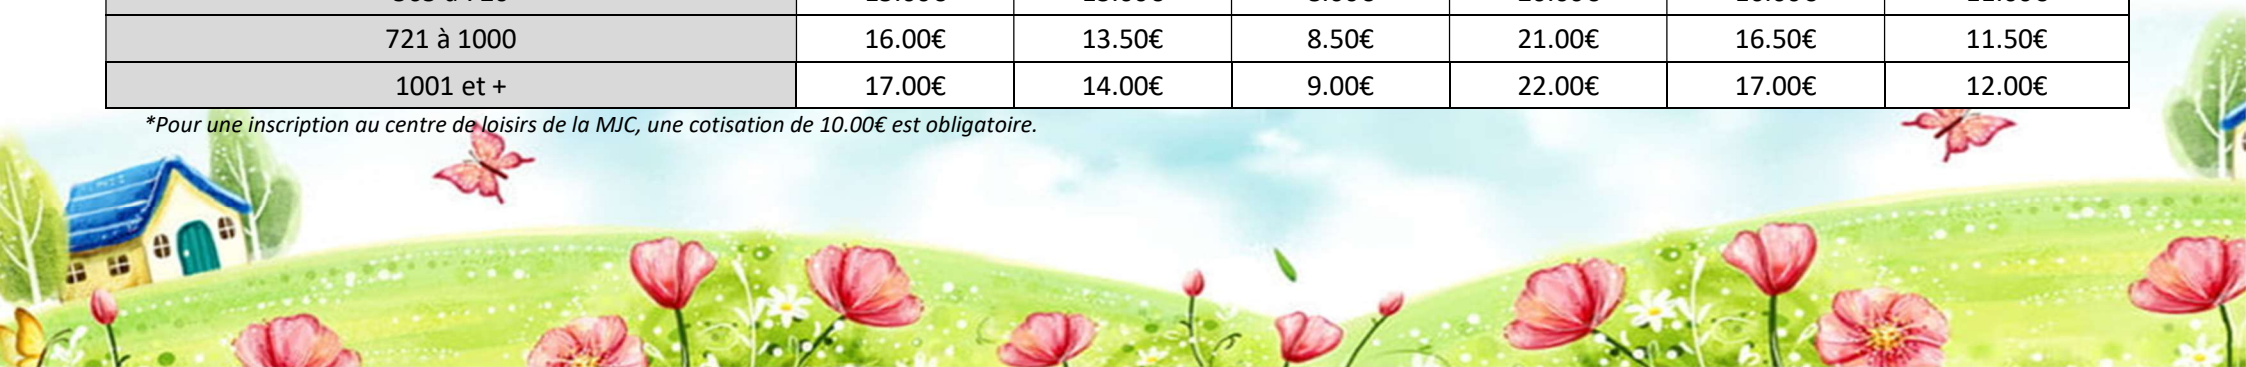 721 à 1000 16.00€ 13.50€ 8.50€ 21.00€ 16.50€ 11.50€
1001 et + 17.00€ 14.00€ 9.00€ 22.00€ 17.00€ 12.00€
*Pour une inscription au centre de loisirs de la MJC, une cotisation de 10.00€ est obligatoire.